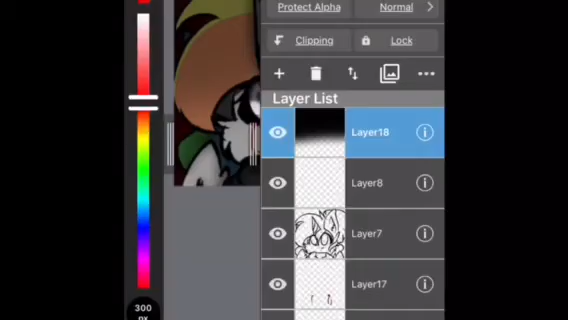 Protect Alpha Normal
Clipping Lock
Layer List
Layer18
Layer8
Layer7
Layer17
300
px